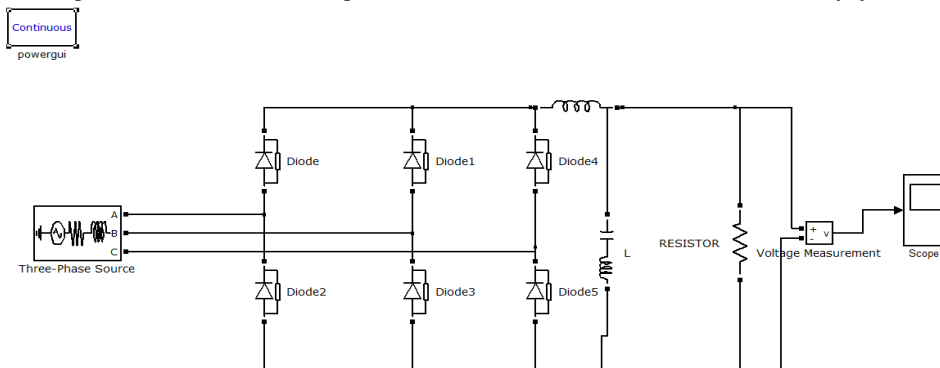 Continuous
powergui
Diode
Diode1
Diode4
A
B
C
Three-Phase Source
L
RESISTOR
+
-
v
Voltage Measurement
Scope
Diode2
Diode3
Diode5